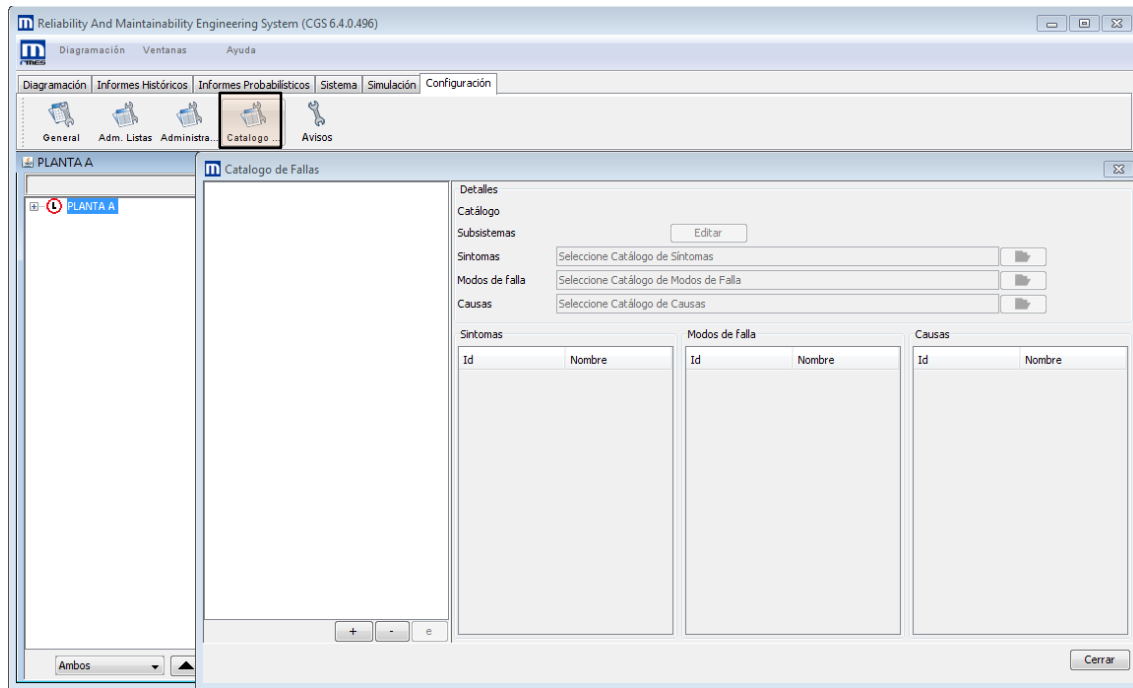 Reliability And Maintainability Engineering System (CGS 6.4.0.496)
rmes
Diagramación Ventanas Ayuda
Diagramación Informes Históricos Informes Probabilísticos Sistema Simulación Configuración
General Adm. Listas Administra... Catalogo ... Avisos
PLANTA A
Catalogo de Fallas
L PLANTA A
Detalles
Catálogo
Subsistemas Editar
Sintomas Seleccione Catálogo de Síntomas
Modos de falla Seleccione Catálogo de Modos de Falla
Causas Seleccione Catálogo de Causas
Sintomas Modos de falla Causas
Id Nombre Id Nombre Id Nombre
+ - e
Ambos
Cerrar